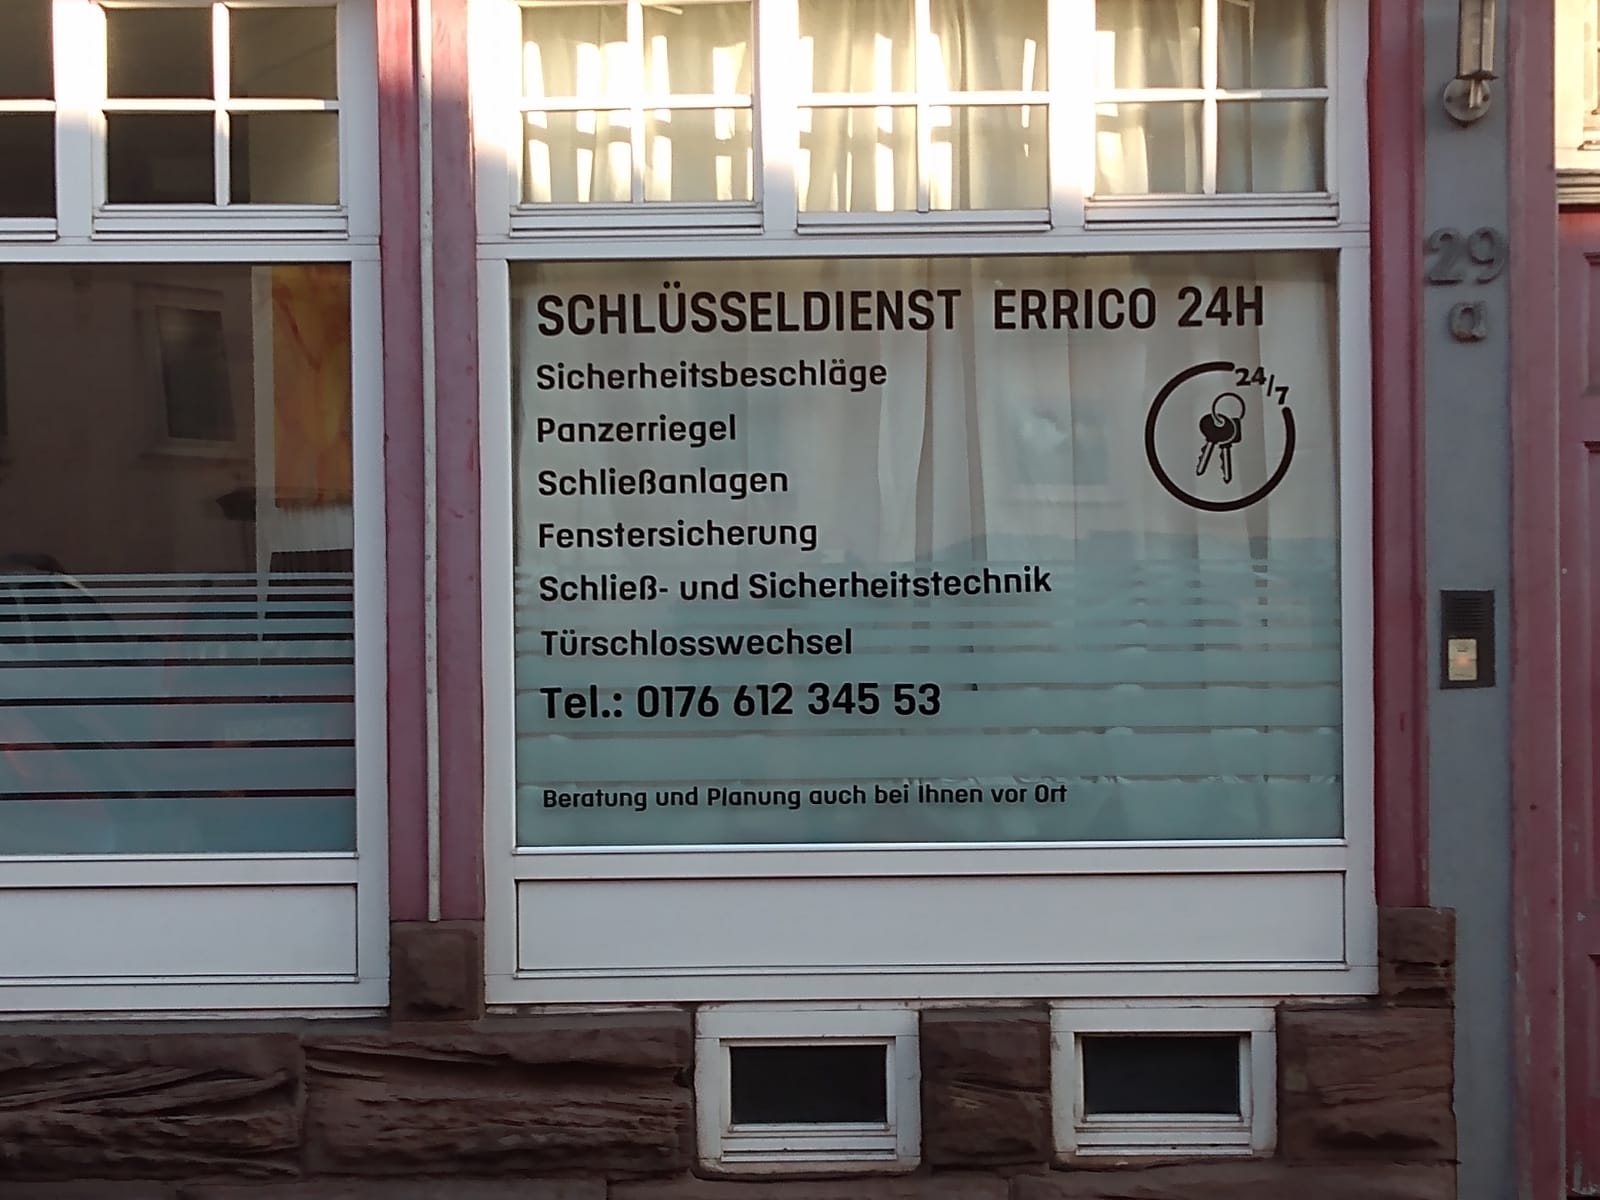 SCHLÜSSELDIENST ERRICO 24H
Sicherheitsbeschläge
Panzerriegel
Schließanlagen
Fenstersicherung
Schließ- und Sicherheitstechnik
Türschlosswechsel
Tel.: 0176 612 345 53
Beratung und Planung auch bei Ihnen vor Ort
24/7
29
a